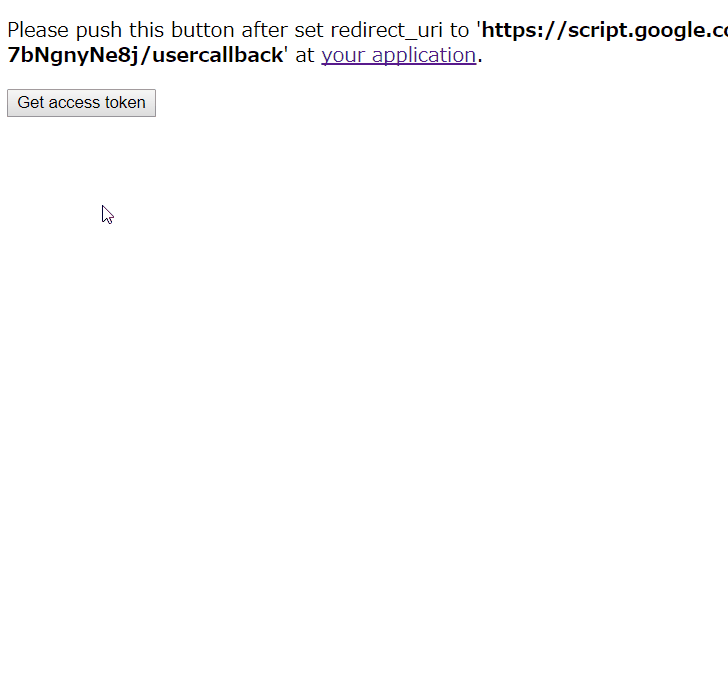 Please push this button after set redirect_uri to 'https://script.google.co
7bNgnyNe8j/usercallback' at your application.
Get access token